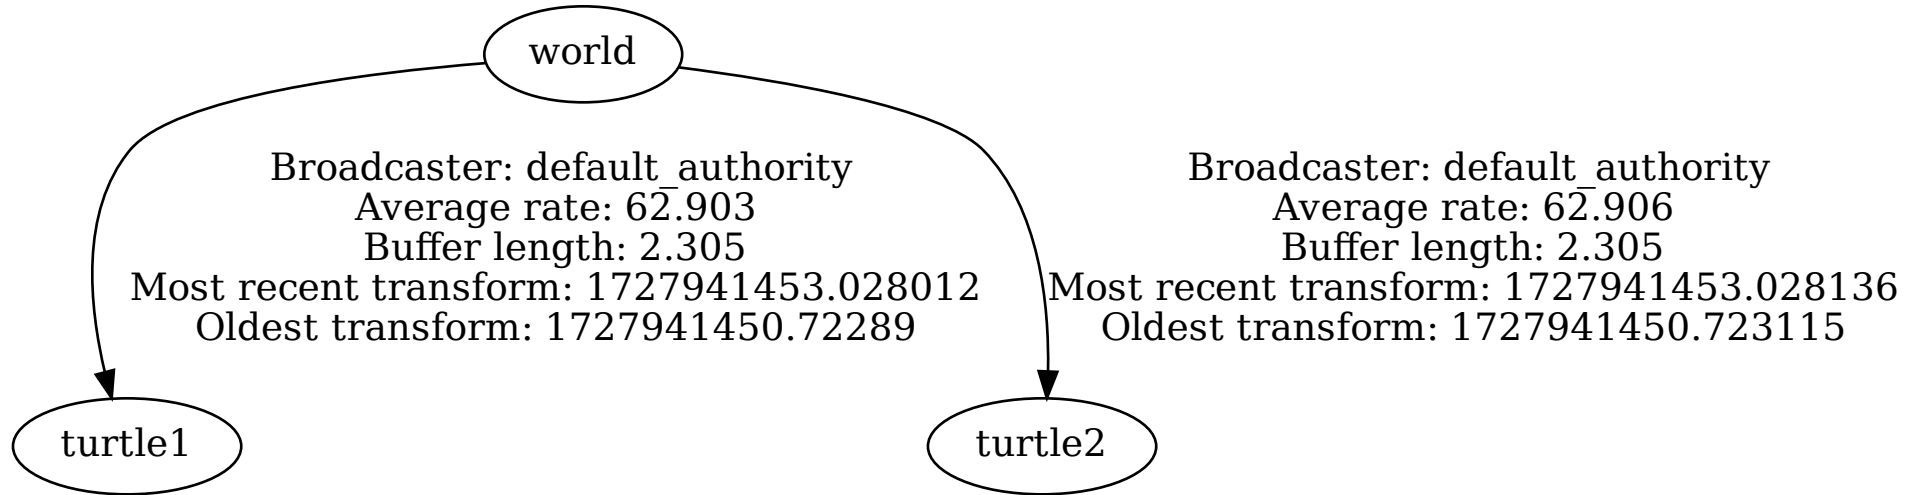 world
Broadcaster: default_authority
Average rate: 62.903
Buffer length: 2.305
Most recent transform: 1727941453.028012
Oldest transform: 1727941450.72289
Broadcaster: default_authority
Average rate: 62.906
Buffer length: 2.305
Most recent transform: 1727941453.028136
Oldest transform: 1727941450.723115
turtle1
turtle2